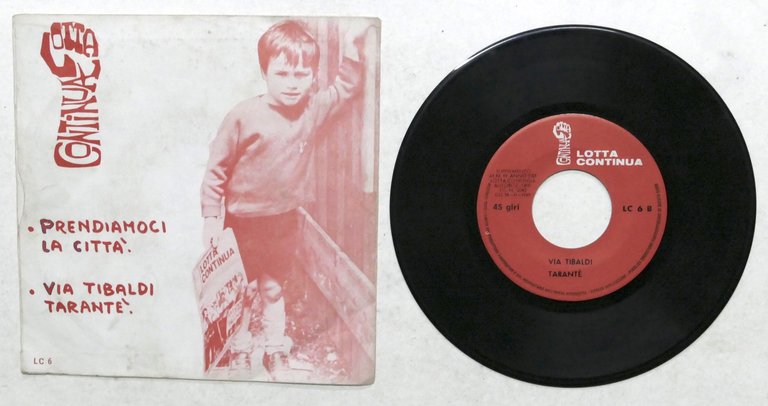 LOTTA
CONTINUA
• PRENDIAMOCI
LA CITTÀ.
• VIA TIBALDI
TARANTÈ.
LC 6
LOTTA
CONTINUA
LOTTA
CONTINUA
LOTTA
CONTINUA
45 giri
LC 6 B
VIA TIBALDI
TARANTÈ